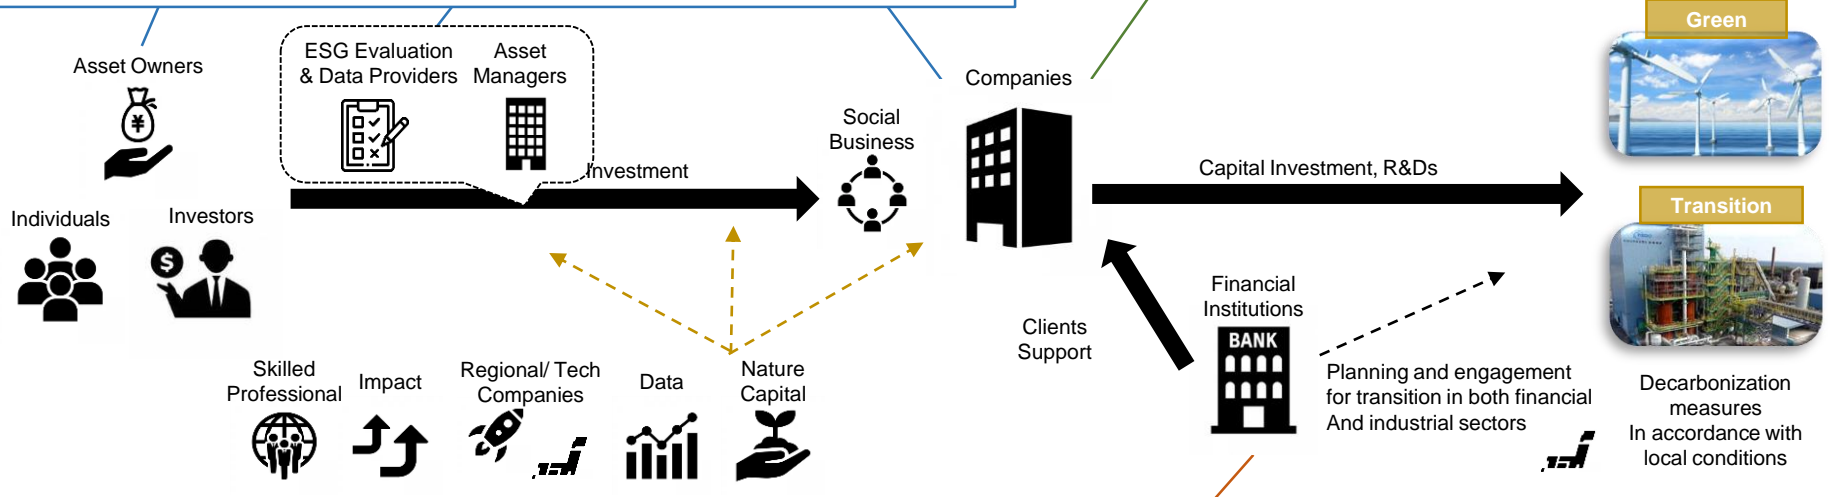 Asset Owners
ESG Evaluation
& Data Providers
Asset
Managers
Individuals
Investors
Investment
Social
Business
Companies
Capital Investment, R&Ds
Green
Transition
Skilled
Professional
Impact
Regional/ Tech
Companies
Data
Nature
Capital
Clients
Support
Financial
Institutions
BANK
Planning and engagement
for transition in both financial
And industrial sectors
Decarbonization
measures
In accordance with
local conditions